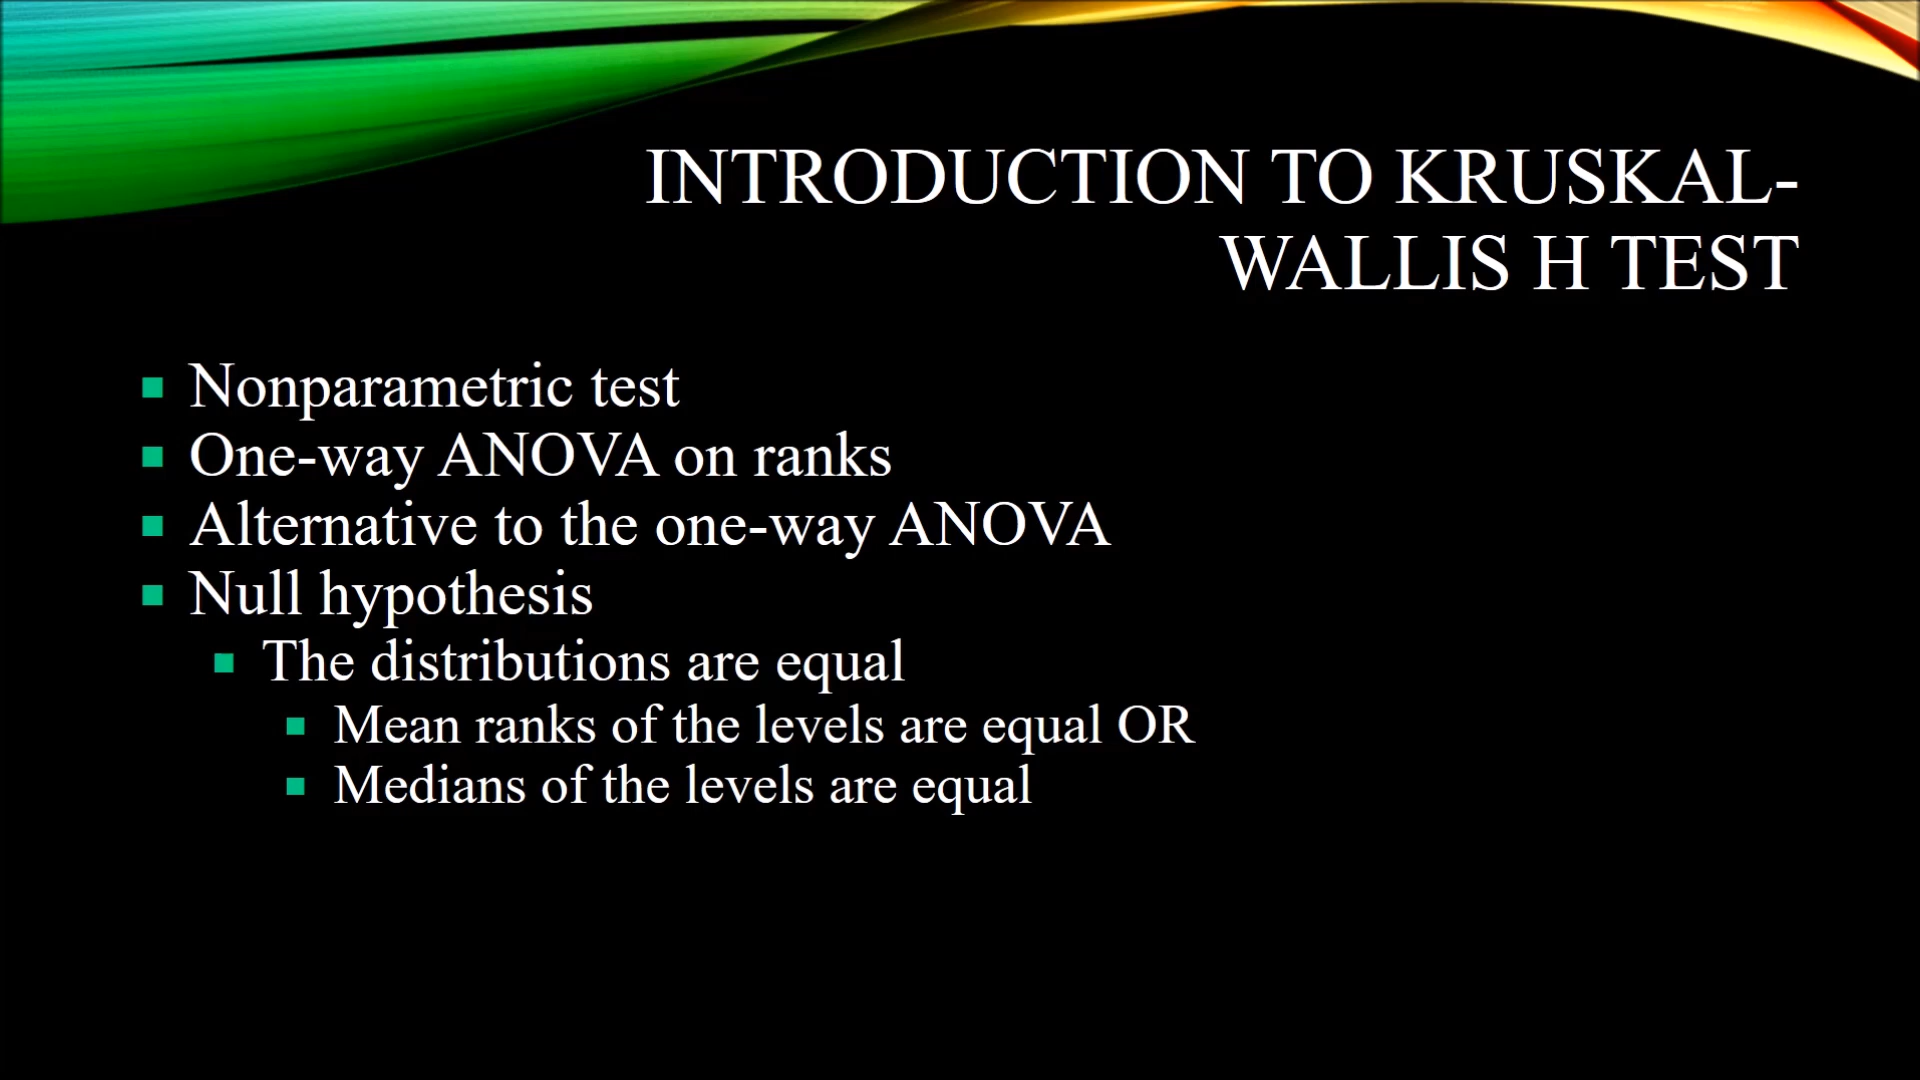 INTRODUCTION TO KRUSKAL-
WALLIS H TEST
Nonparametric test
One-way ANOVA on ranks
Alternative to the one-way ANOVA
Null hypothesis
The distributions are equal
Mean ranks of the levels are equal OR
Medians of the levels are equal